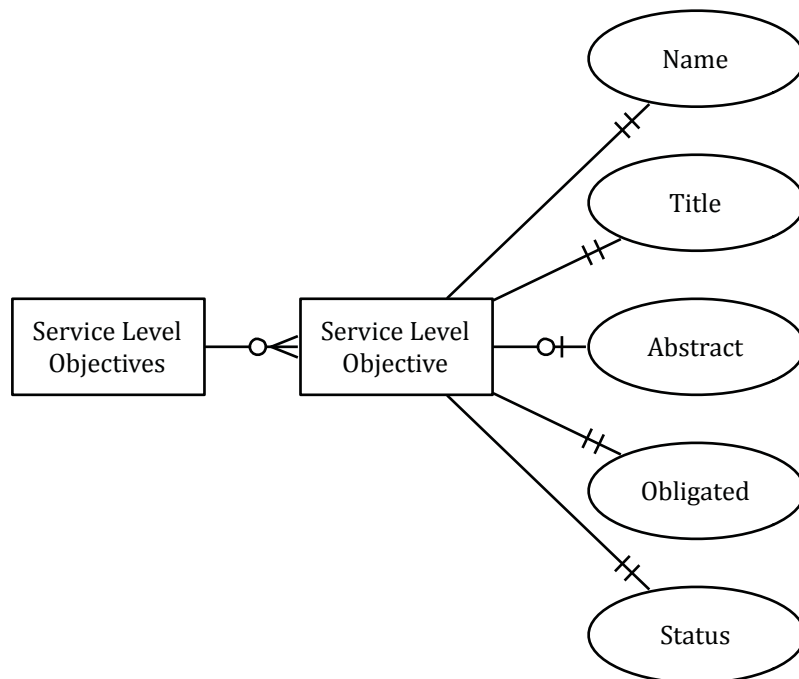 Name
Title
Service Level
Objectives
Service Level
Objective
Abstract
Obligated
Status